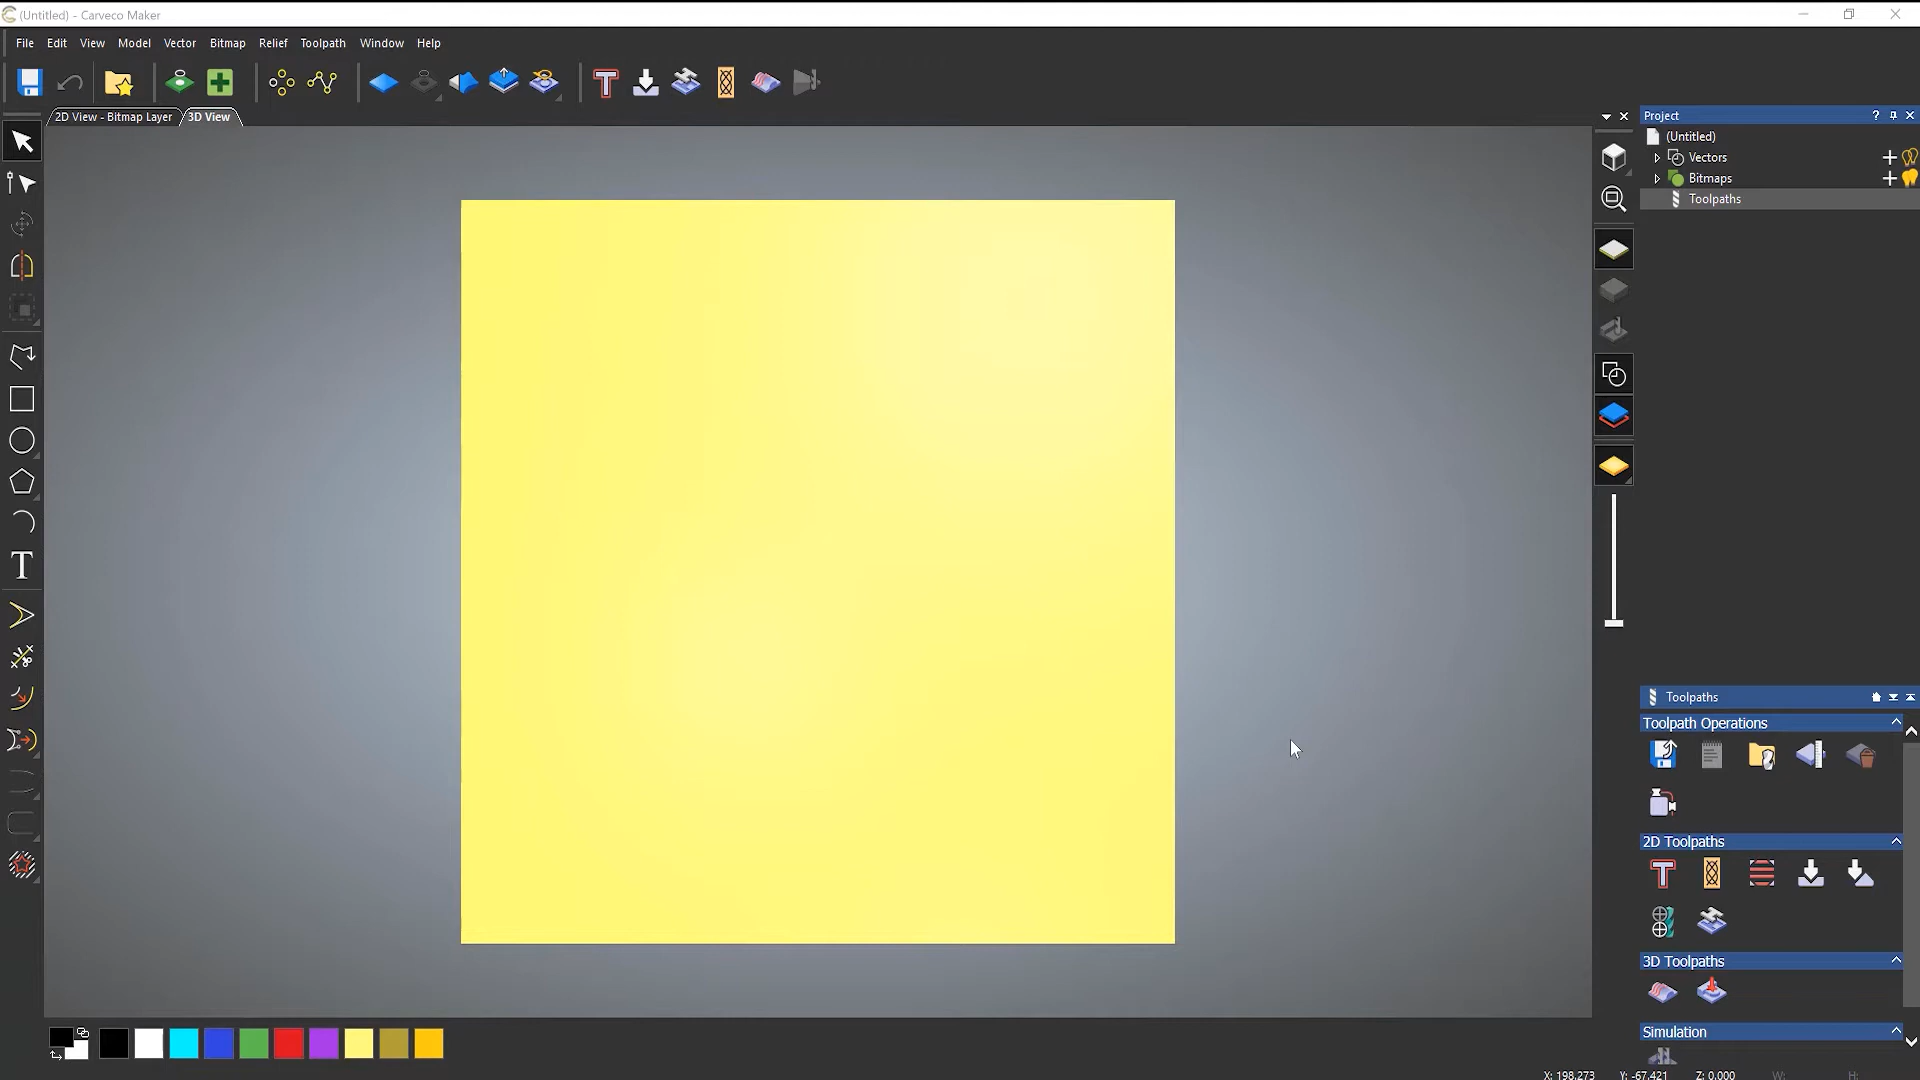 (Untitled) - Carveco Maker
File Edit View Model Vector Bitmap Relief Toolpath Window Help
2D View - Bitmap Layer 3D View
Project
(Untitled)
Vectors
Bitmaps
Toolpaths
Toolpaths
Toolpath Operations
2D Toolpaths
3D Toolpaths
Simulation
X: 198.273 Y: -67.421 Z: 0.000 W: H: